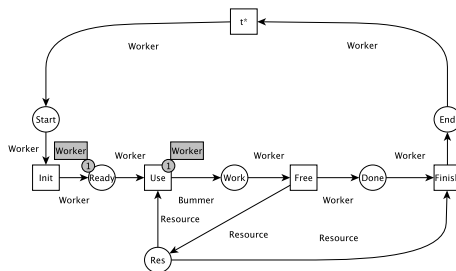 t*
Worker
Worker
Start
End
Worker
Worker
Worker
Worker
Worker
Worker
1
1
Init
Ready
Use
Work
Free
Done
Finish
Worker
Bummer
Worker
Resource
Resource
Resource
Res